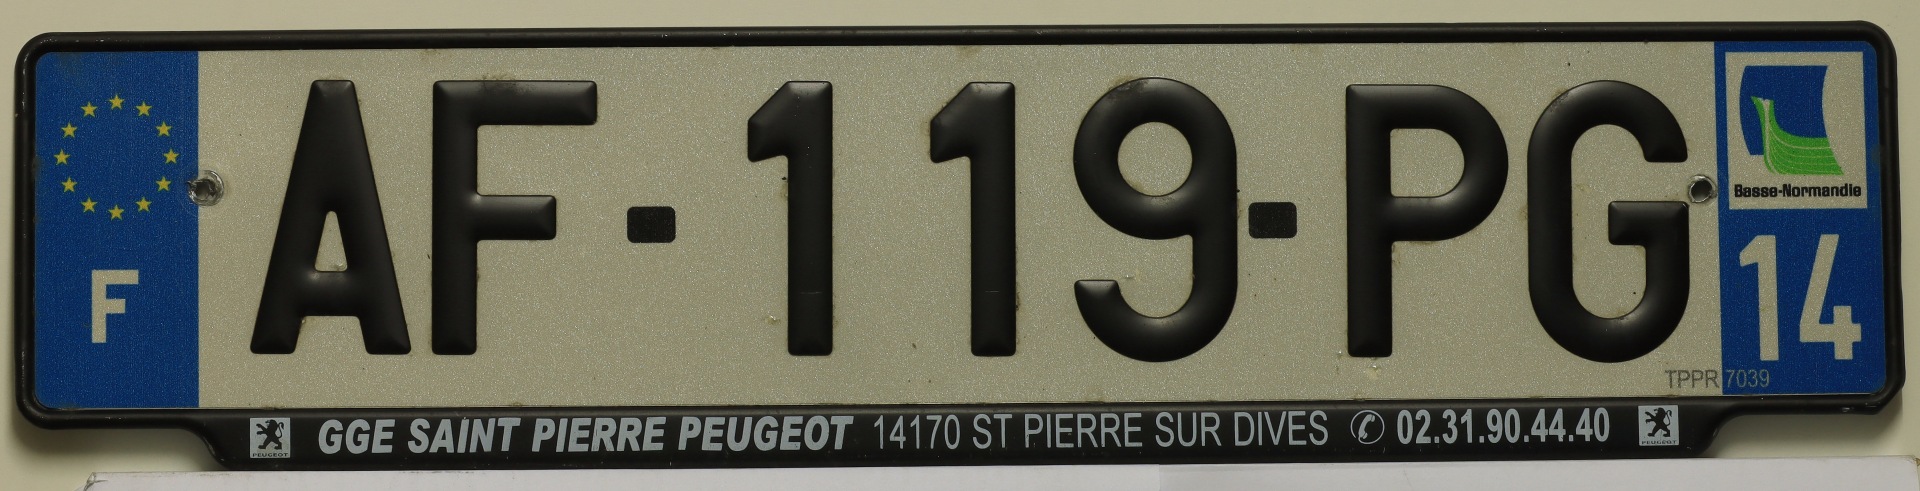 F
AF-119-PG
Basse-Normandie
14
TPPR 7039
PEUGEOT GGE SAINT PIERRE PEUGEOT 14170 ST PIERRE SUR DIVES ✆ 02.31.90.44.40 PEUGEOT